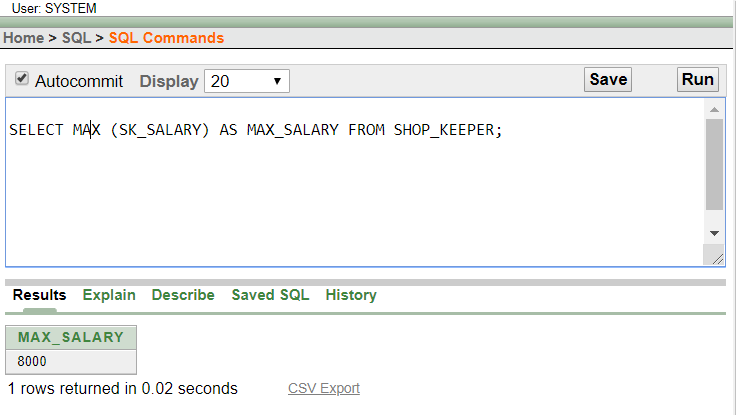 User: SYSTEM
Home > SQL > SQL Commands
Autocommit Display 20 Save Run
SELECT MAX (SK_SALARY) AS MAX_SALARY FROM SHOP_KEEPER;
Results Explain Describe Saved SQL History
MAX_SALARY
8000
1 rows returned in 0.02 seconds CSV Export